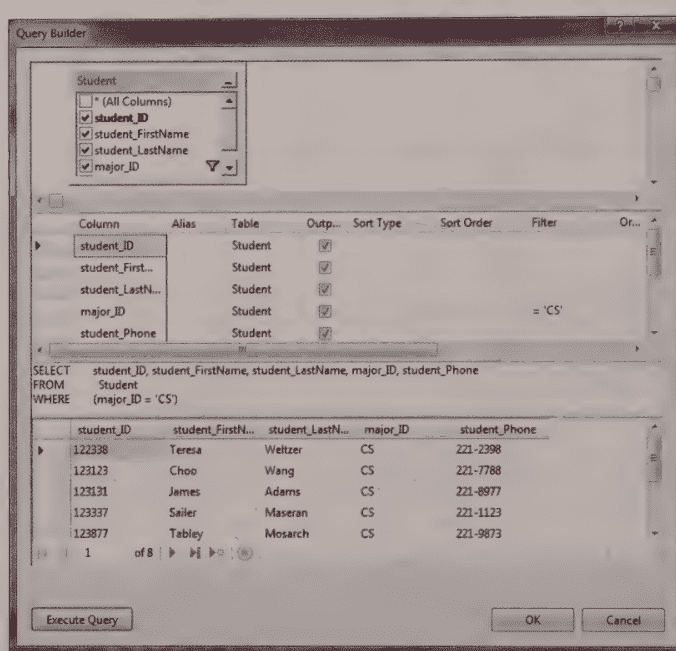 Query Builder
Student
* (All Columns)
student_ID
student_FirstName
student_LastName
major_ID
Column Alias Table Outp... Sort Type Sort Order Filter Or...
student_ID Student
student_First... Student
student_LastN... Student
major_ID Student = 'CS'
student_Phone Student
SELECT student_ID, student_FirstName, student_LastName, major_ID, student_Phone
FROM Student
WHERE (major_ID = 'CS')
student_ID student_FirstN... student_LastN... major_ID student_Phone
122338 Teresa Weltzer CS 221-2398
123123 Choo Wang CS 221-7788
123131 James Adams CS 221-8977
123337 Sailer Maseran CS 221-1123
123877 Tabley Mosarch CS 221-9873
1 of 8
Execute Query OK Cancel